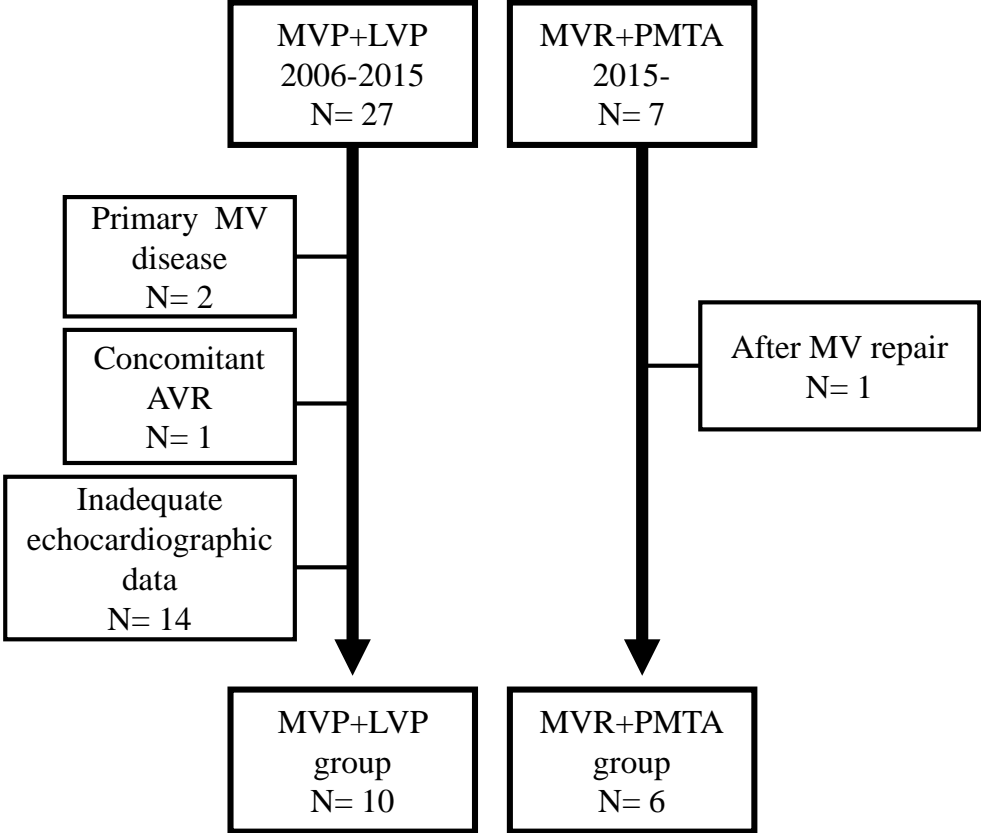 MVP+LVP
2006-2015
N= 27
MVR+PMTA
2015-
N= 7
Primary MV
disease
N= 2
Concomitant
AVR
N= 1
Inadequate
echocardiographic
data
N= 14
After MV repair
N= 1
MVP+LVP
group
N= 10
MVR+PMTA
group
N= 6